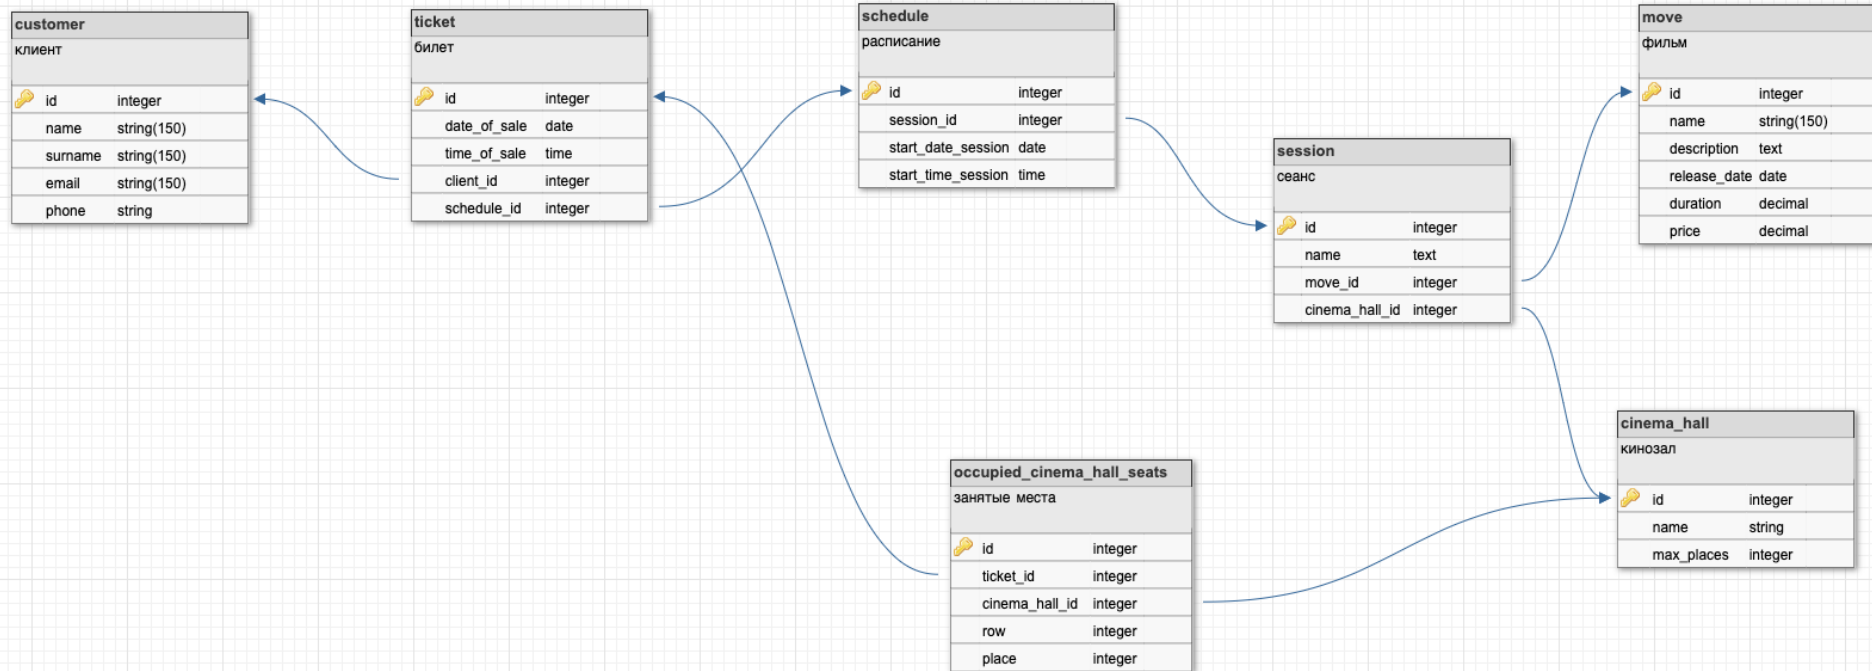 customer
клиент
id integer
name string(150)
surname string(150)
email string(150)
phone string
ticket
билет
id integer
date_of_sale date
time_of_sale time
client_id integer
schedule_id integer
schedule
расписание
id integer
session_id integer
start_date_session date
start_time_session time
session
сеанс
id integer
name text
move_id integer
cinema_hall_id integer
move
фильм
id integer
name string(150)
description text
release_date date
duration decimal
price decimal
occupied_cinema_hall_seats
занятые места
id integer
ticket_id integer
cinema_hall_id integer
row integer
place integer
cinema_hall
кинозал
id integer
name string
max_places integer